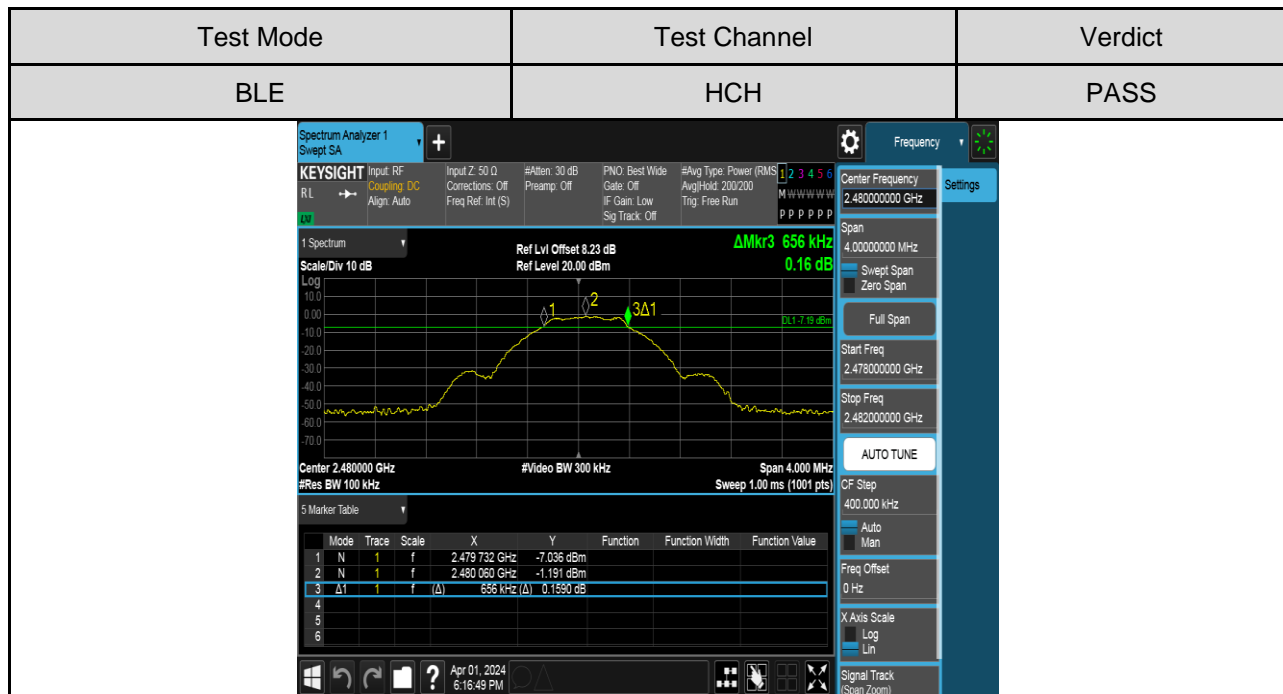 Test Mode Test Channel Verdict
BLE HCH PASS
Spectrum Analyzer 1
Swept SA
+
Frequency
KEYSIGHT Input: RF Input Z: 50 Ω #Atten: 30 dB PNO: Best Wide #Avg Type: Power (RMS 1 2 3 4 5 6
RL Coupling: DC Corrections: Off Preamp: Off Gate: Off Avg|Hold: 200/200 M W W W W W
Align: Auto Freq Ref: Int (S) IF Gain: Low Trig: Free Run
Sig Track: Off P P P P P P
Center Frequency
2.480000000 GHz
Settings
Span
4.00000000 MHz
Swept Span
Zero Span
Full Span
Start Freq
2.478000000 GHz
Stop Freq
2.482000000 GHz
AUTO TUNE
CF Step
400.000 kHz
Auto
Man
Freq Offset
0 Hz
X Axis Scale
Log
Lin
Signal Track
(Span Zoom)
1 Spectrum
Ref Lvl Offset 8.23 dB ΔMkr3 656 kHz
Scale/Div 10 dB Ref Level 20.00 dBm 0.16 dB
Log
10.0
0.00
-10.0
-20.0
-30.0
-40.0
-50.0
-60.0
-70.0
1
2
3Δ1
DL1 -7.19 dBm
Center 2.480000 GHz #Video BW 300 kHz Span 4.000 MHz
#Res BW 100 kHz Sweep 1.00 ms (1001 pts)
5 Marker Table
Mode Trace Scale X Y Function Function Width Function Value
1 N 1 f 2.479 732 GHz -7.036 dBm
2 N 1 f 2.480 060 GHz -1.191 dBm
3 Δ1 1 f (Δ) 656 kHz (Δ) 0.1590 dB
4
5
6
?
Apr 01, 2024
6:16:49 PM